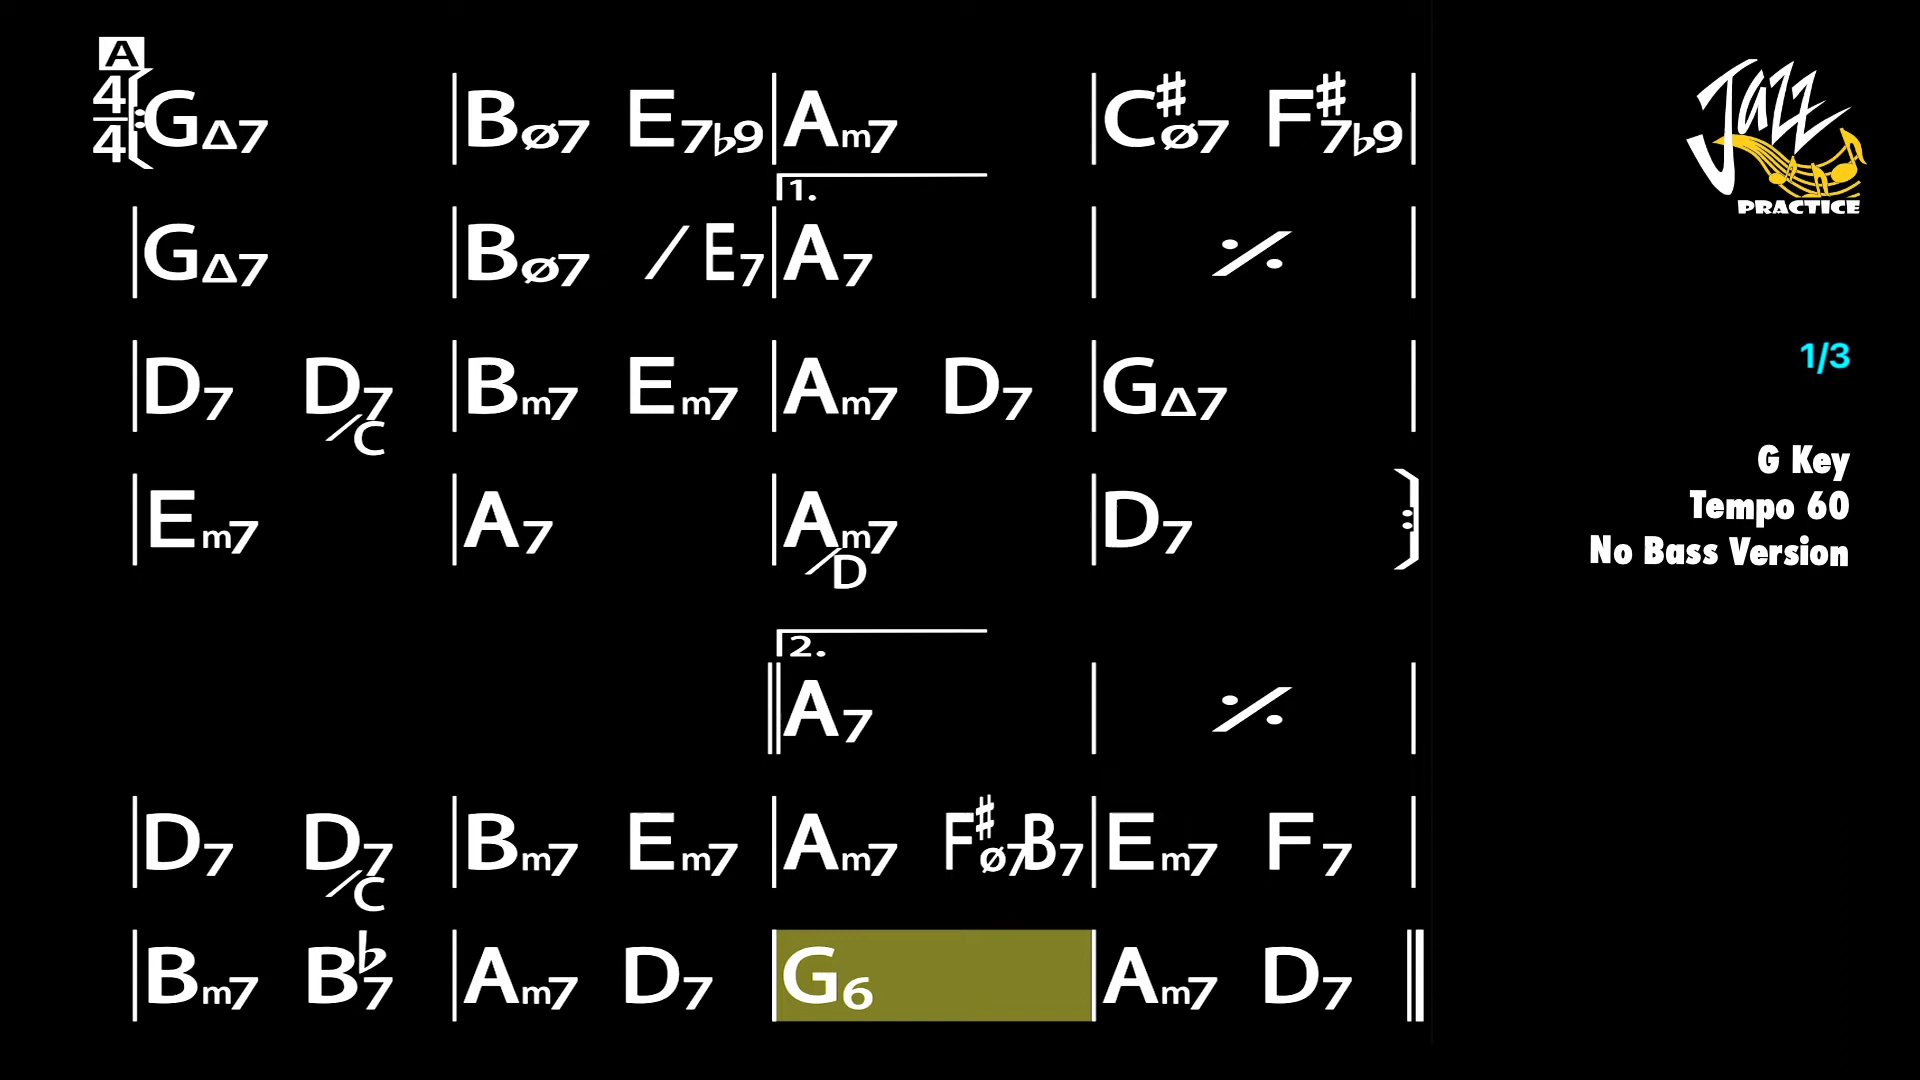 A
4/4 GΔ7 | Bø7 E7♭9 | Am7 | C♯ø7 F♯7♭9 |
1.
| GΔ7 | Bø7 / E7 | A7 | % |
| D7 D7/C | Bm7 Em7 | Am7 D7 | GΔ7 |
| Em7 | A7 | Am7/D | D7
2.
A7 | % |
| D7 D7/C | Bm7 Em7 | Am7 F♯ø7 B7 | Em7 F7 |
| Bm7 B♭7 | Am7 D7 | G6 | Am7 D7 ||
Jazz
PRACTICE
1/3
G Key
Tempo 60
No Bass Version